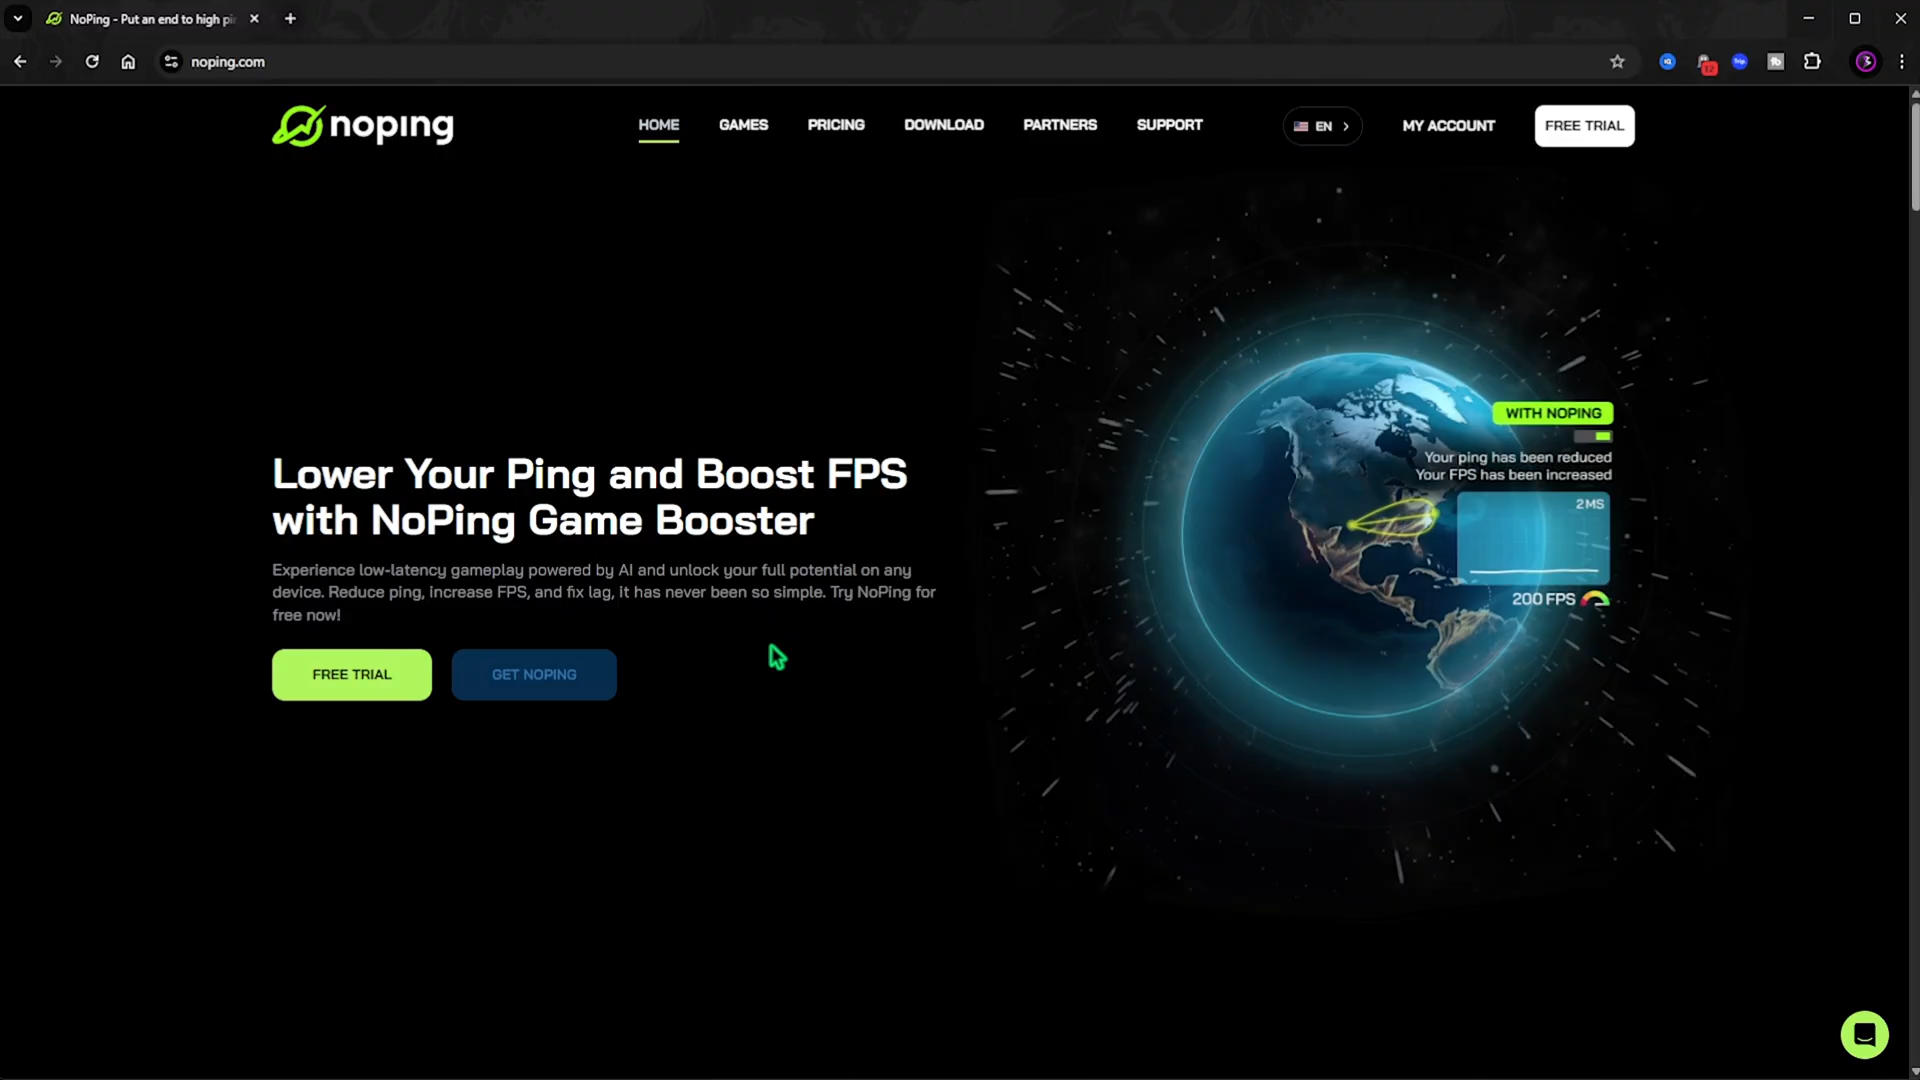 NoPing - Put an end to high pi
noping.com
noping
HOME
GAMES
PRICING
DOWNLOAD
PARTNERS
SUPPORT
EN
MY ACCOUNT
FREE TRIAL
WITH NOPING
Your ping has been reduced
Your FPS has been increased
2 MS
200 FPS
Lower Your Ping and Boost FPS
with NoPing Game Booster
Experience low-latency gameplay powered by AI and unlock your full potential on any
device. Reduce ping, increase FPS, and fix lag, it has never been so simple. Try NoPing for
free now!
FREE TRIAL
GET NOPING